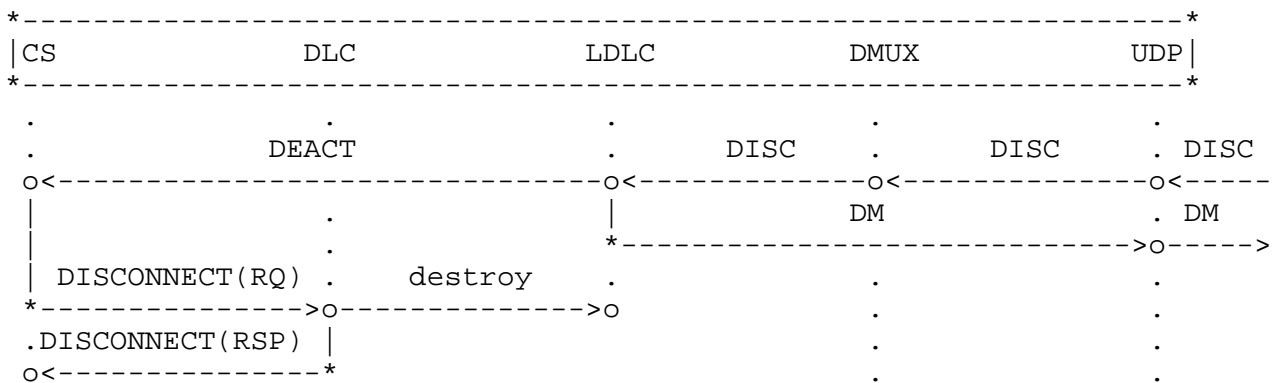 *------------------------------------------------------------------*
|CS              DLC             LDLC           DMUX            UDP|
*------------------------------------------------------------------*
 .                .               .              .               .
 .             DEACT              .      DISC    .      DISC     . DISC
 o<-------------------------------o<-------------o<--------------o<-----
 |                .               |             DM               . DM
 |                .               *----------------------------->o----->
 | DISCONNECT(RQ) .    destroy    .              .               .
 *--------------->o-------------->o              .               .
 .DISCONNECT(RSP) |                              .               .
 o<---------------*                              .               .